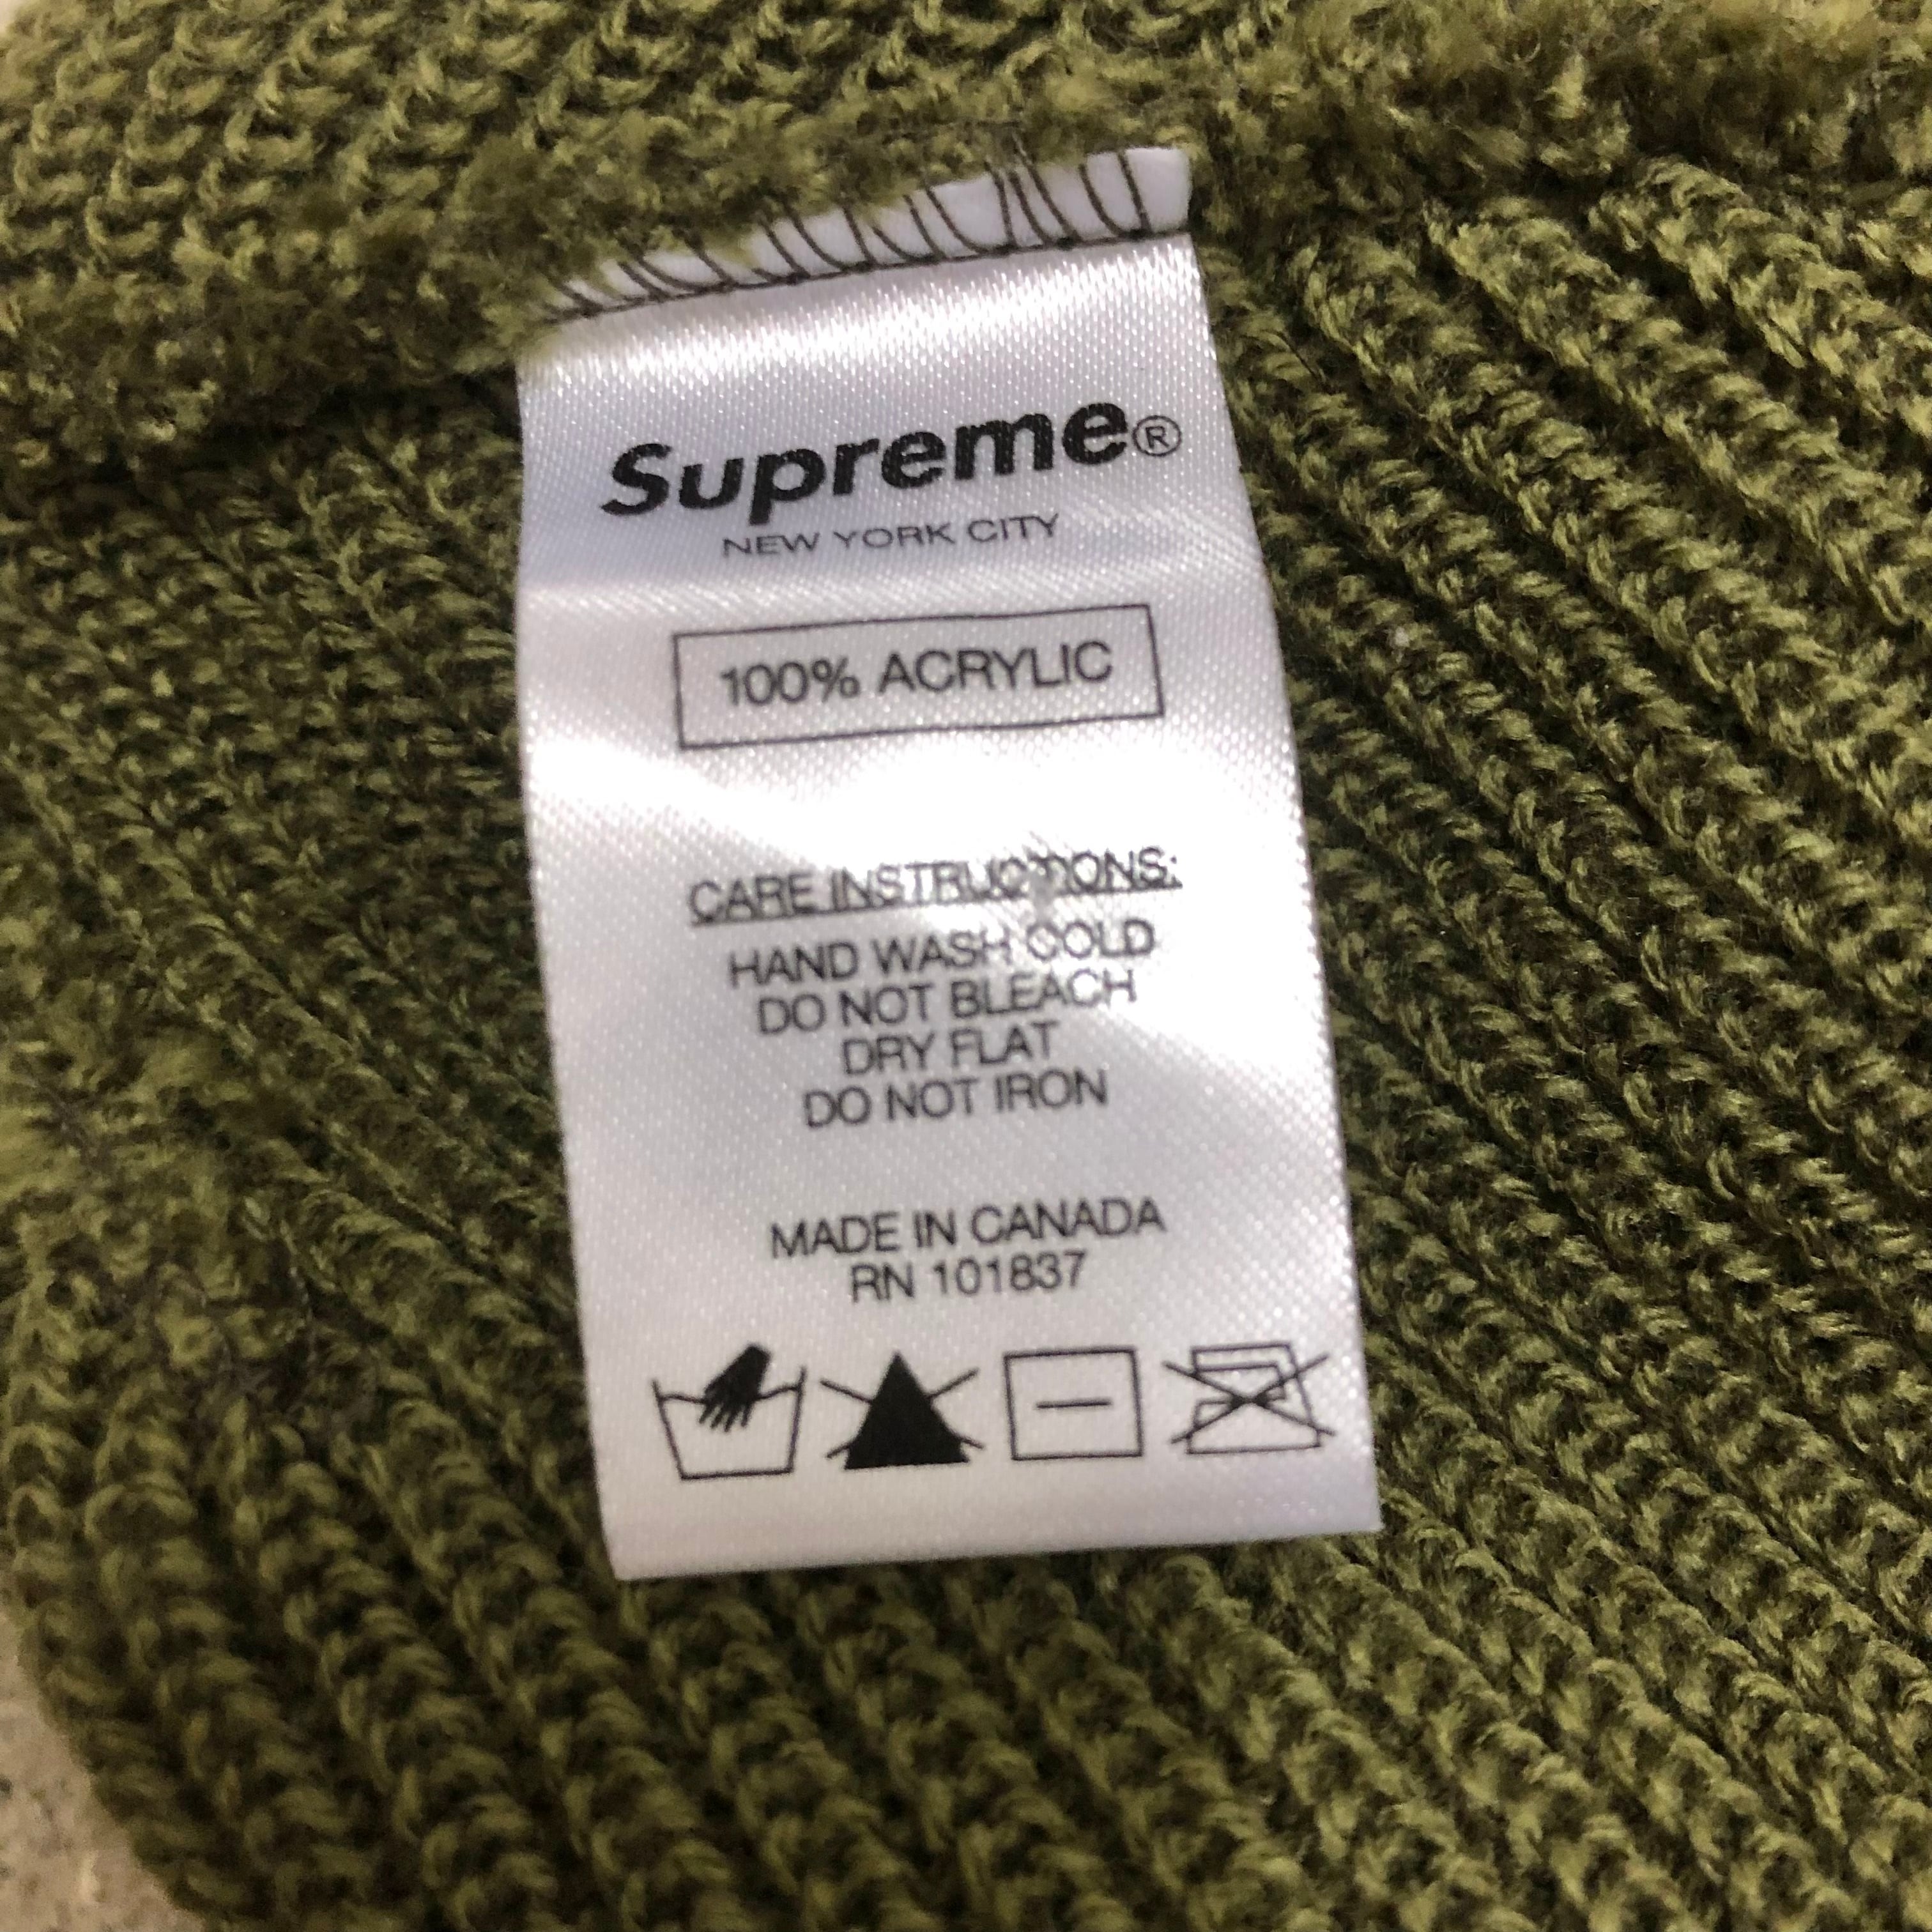 Supreme®
NEW YORK CITY
100% ACRYLIC
CARE INSTRUCTIONS:
HAND WASH COLD
DO NOT BLEACH
DRY FLAT
DO NOT IRON
MADE IN CANADA
RN 101837